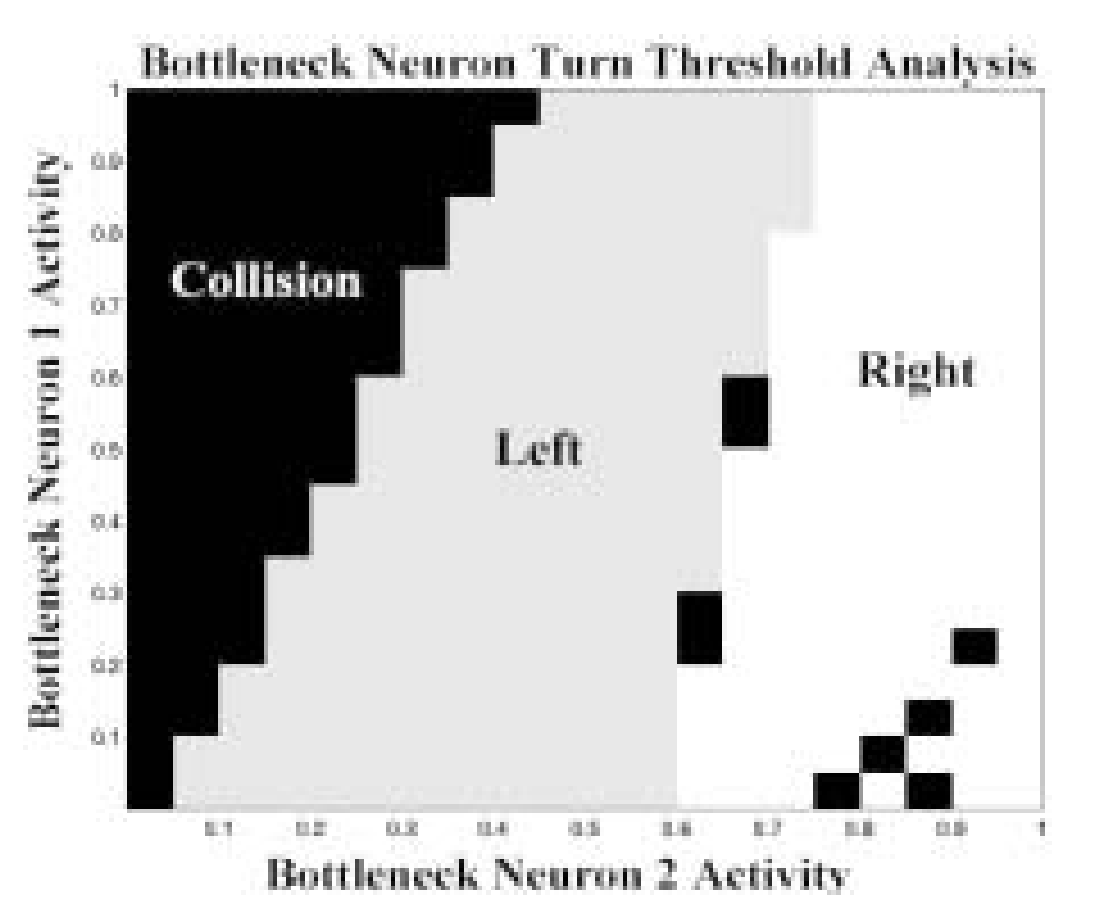 Bottleneck Neuron Turn Threshold Analysis
1
0.9
0.8
0.7
0.6
0.5
0.4
0.3
0.2
0.1
Bottleneck Neuron 1 Activity
Collision
Left
Right
0.1 0.2 0.3 0.4 0.5 0.6 0.7 0.8 0.9 1
Bottleneck Neuron 2 Activity